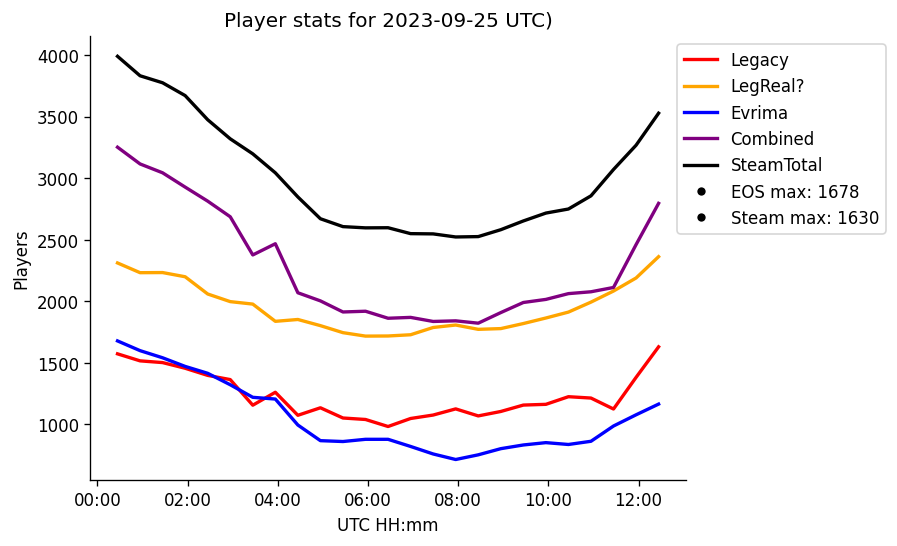 Player stats for 2023-09-25 UTC)
4000
3500
3000
2500
2000
1500
1000
Players
00:00 02:00 04:00 06:00 08:00 10:00 12:00
UTC HH:mm
Legacy
LegReal?
Evrima
Combined
SteamTotal
EOS max: 1678
Steam max: 1630